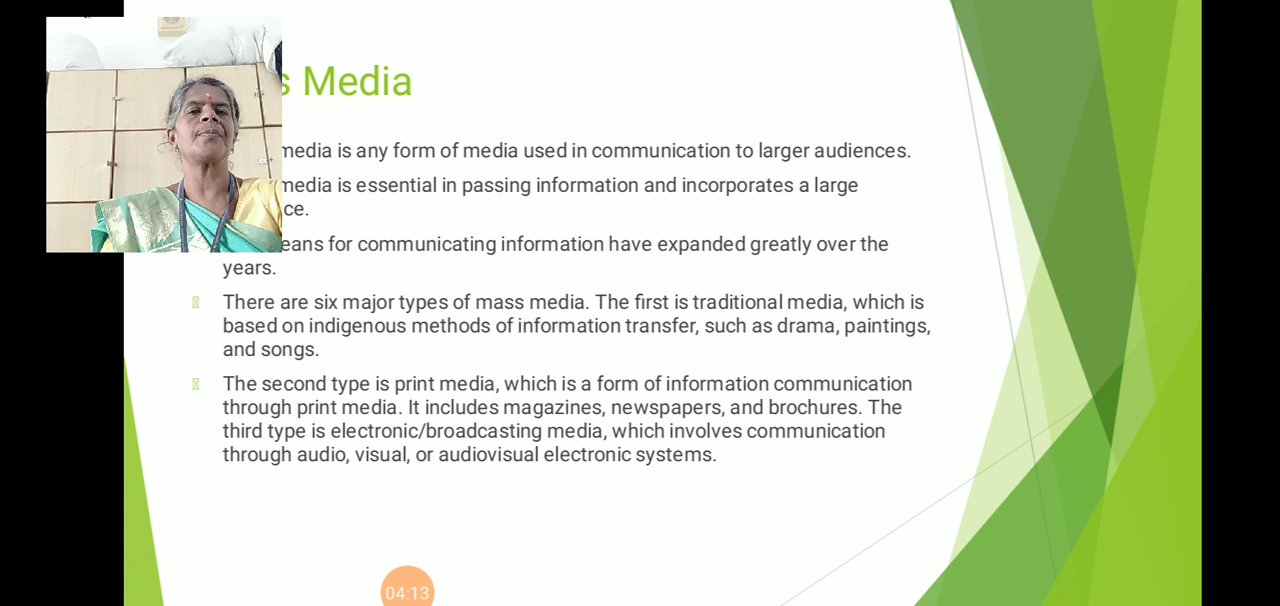 s Media
media is any form of media used in communication to larger audiences.
media is essential in passing information and incorporates a large
ce.
eans for communicating information have expanded greatly over the
years.
There are six major types of mass media. The first is traditional media, which is
based on indigenous methods of information transfer, such as drama, paintings,
and songs.
The second type is print media, which is a form of information communication
through print media. It includes magazines, newspapers, and brochures. The
third type is electronic/broadcasting media, which involves communication
through audio, visual, or audiovisual electronic systems.
04:13